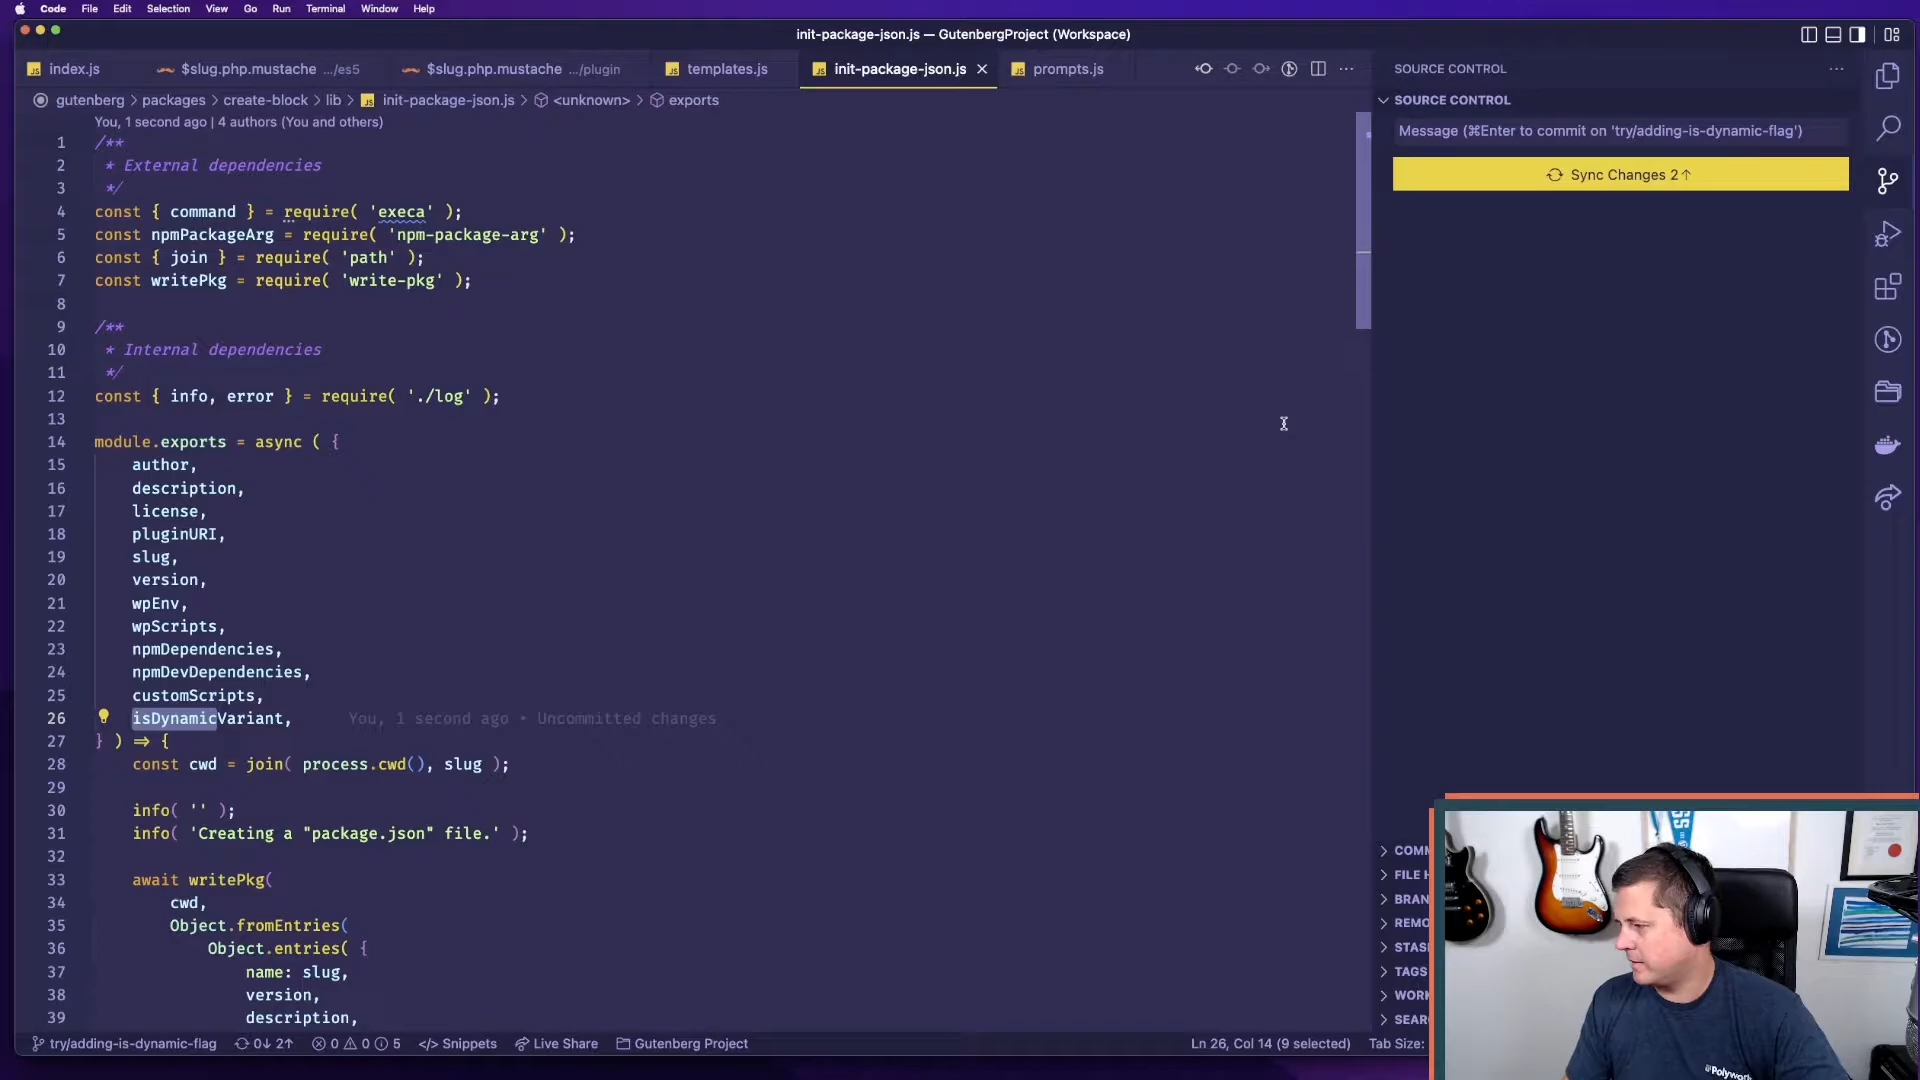 Code File Edit Selection View Go Run Terminal Window Help
init-package-json.js — GutenbergProject (Workspace)
index.js $slug.php.mustache .../es5 $slug.php.mustache .../plugin templates.js init-package-json.js prompts.js
gutenberg > packages > create-block > lib > init-package-json.js > <unknown> > exports
You, 1 second ago | 4 authors (You and others)
1 /**
2 * External dependencies
3 */
4 const { command } = require( 'execa' );
5 const npmPackageArg = require( 'npm-package-arg' );
6 const { join } = require( 'path' );
7 const writePkg = require( 'write-pkg' );
8
9 /**
10 * Internal dependencies
11 */
12 const { info, error } = require( './log' );
13
14 module.exports = async ( {
15 author,
16 description,
17 license,
18 pluginURI,
19 slug,
20 version,
21 wpEnv,
22 wpScripts,
23 npmDependencies,
24 npmDevDependencies,
25 customScripts,
26 isDynamicVariant, You, 1 second ago • Uncommitted changes
27 } ) => {
28 const cwd = join( process.cwd(), slug );
29
30 info( '' );
31 info( 'Creating a "package.json" file.' );
32
33 await writePkg(
34 cwd,
35 Object.fromEntries(
36 Object.entries( {
37 name: slug,
38 version,
39 description,
SOURCE CONTROL
SOURCE CONTROL
Message (⌘Enter to commit on 'try/adding-is-dynamic-flag')
Sync Changes 2↑
COMM
FILE H
BRAN
REMO
STAS
TAGS
WORK
SEAR
try/adding-is-dynamic-flag 0↓ 2↑ 0 0 5 </> Snippets Live Share Gutenberg Project Ln 26, Col 14 (9 selected) Tab Size:
Polywork